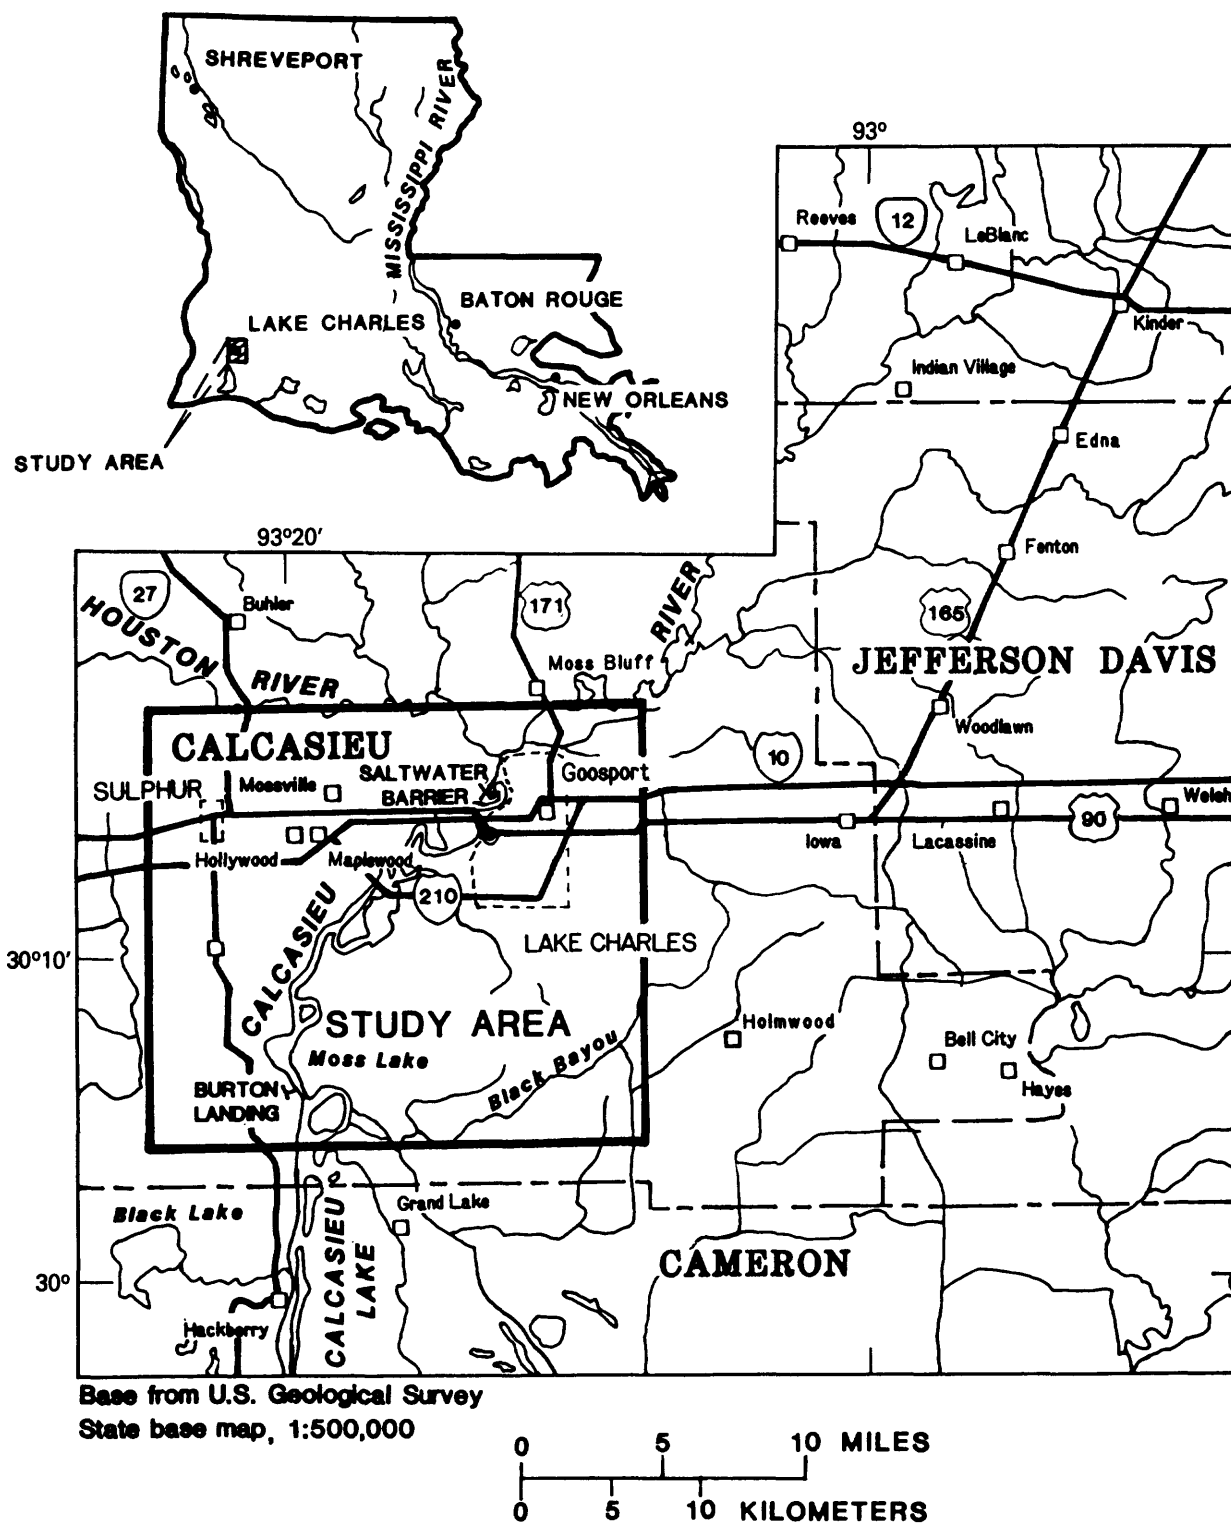 SHREVEPORT
MISSISSIPPI RIVER
BATON ROUGE
LAKE CHARLES
NEW ORLEANS
STUDY AREA
93°
Reeves
12
LeBlanc
Kinder
Indian Village
Edna
93°20'
Fenton
27
Buhler
171
RIVER
165
HOUSTON
RIVER
Moss Bluff
JEFFERSON DAVIS
Woodlawn
CALCASIEU
10
SULPHUR
Mossville
SALTWATER
BARRIER
Goosport
Welsh
90
Hollywood
Maplewood
Iowa
Lacassine
210
CALCASIEU
LAKE CHARLES
30°10'
STUDY AREA
Holmwood
Moss Lake
Black Bayou
Bell City
BURTON
LANDING
Hayes
Black Lake
Grand Lake
CALCASIEU
LAKE
CAMERON
30°
Hackberry
Base from U.S. Geological Survey
State base map, 1:500,000
0 5 10 MILES
0 5 10 KILOMETERS